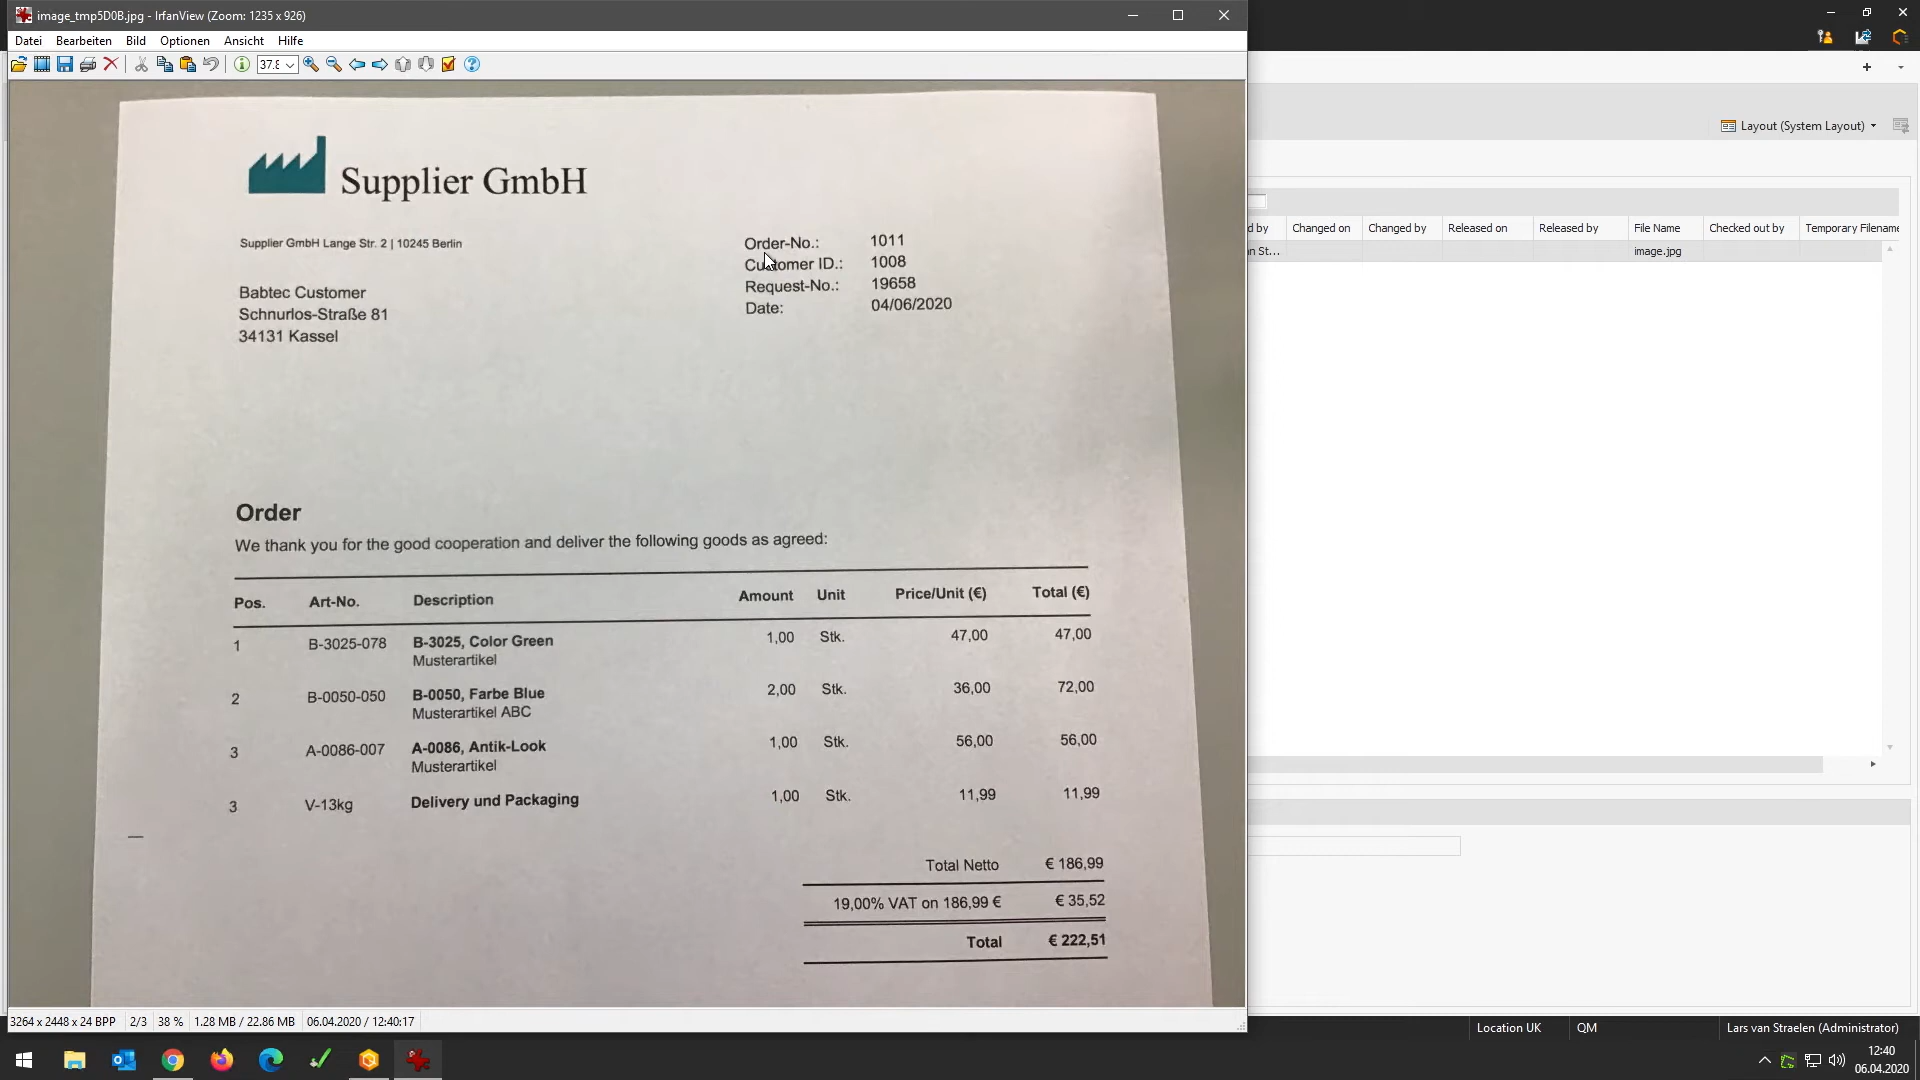 image_tmp5D0B.jpg - IrfanView (Zoom: 1235 x 926)
Datei Bearbeiten Bild Optionen Ansicht Hilfe
Layout (System Layout)
Supplier GmbH
Supplier GmbH Lange Str. 2 | 10245 Berlin
Order-No.: 1011
Customer ID.: 1008
Request-No.: 19658
Date: 04/06/2020
Babtec Customer
Schnurlos-Straße 81
34131 Kassel
d by Changed on Changed by Released on Released by File Name Checked out by Temporary Filename
n St... image.jpg
Order
We thank you for the good cooperation and deliver the following goods as agreed:
Pos. Art-No. Description Amount Unit Price/Unit (€) Total (€)
1 B-3025-078 B-3025, Color Green 1,00 Stk. 47,00 47,00
Musterartikel
2 B-0050-050 B-0050, Farbe Blue 2,00 Stk. 36,00 72,00
Musterartikel ABC
3 A-0086-007 A-0086, Antik-Look 1,00 Stk. 56,00 56,00
Musterartikel
3 V-13kg Delivery und Packaging 1,00 Stk. 11,99 11,99
Total Netto € 186,99
19,00% VAT on 186,99 € € 35,52
Total € 222,51
3264 x 2448 x 24 BPP 2/3 38 % 1.28 MB / 22.86 MB 06.04.2020 / 12:40:17
Location UK QM Lars van Straelen (Administrator)
12:40
06.04.2020